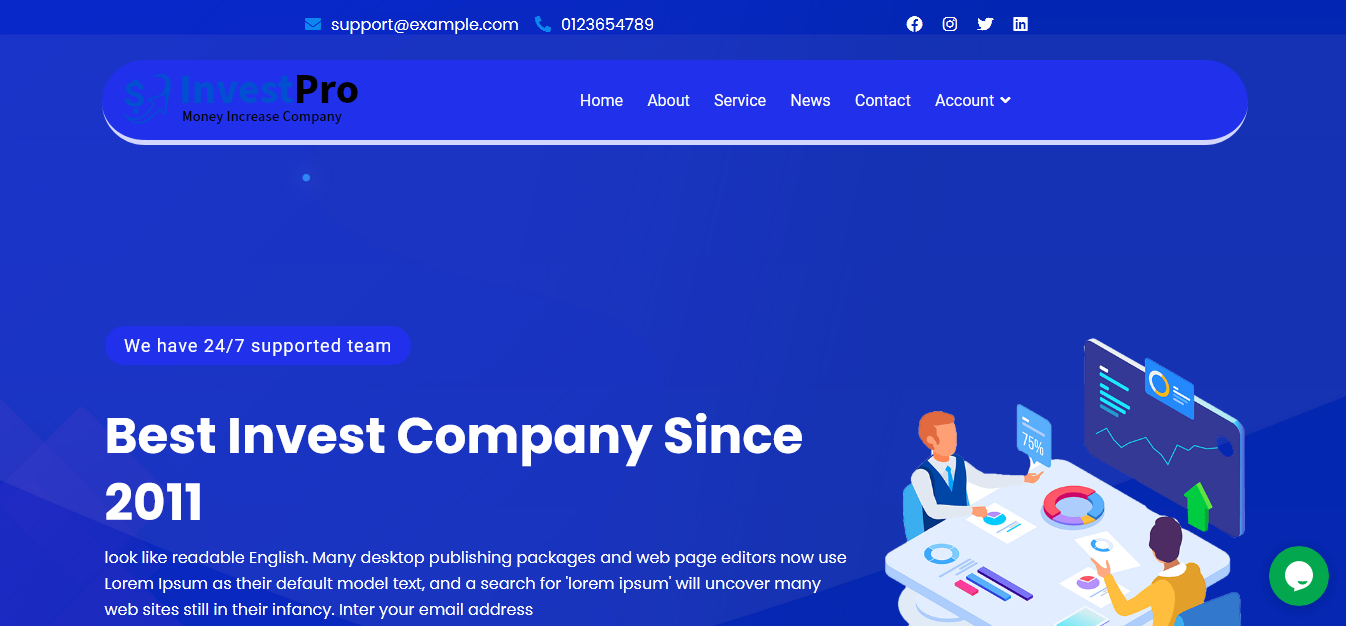 support@example.com 0123654789
InvestPro
Money Increase Company
Home About Service News Contact Account
We have 24/7 supported team
Best Invest Company Since
2011
look like readable English. Many desktop publishing packages and web page editors now use
Lorem Ipsum as their default model text, and a search for 'lorem ipsum' will uncover many
web sites still in their infancy. Inter your email address
75%